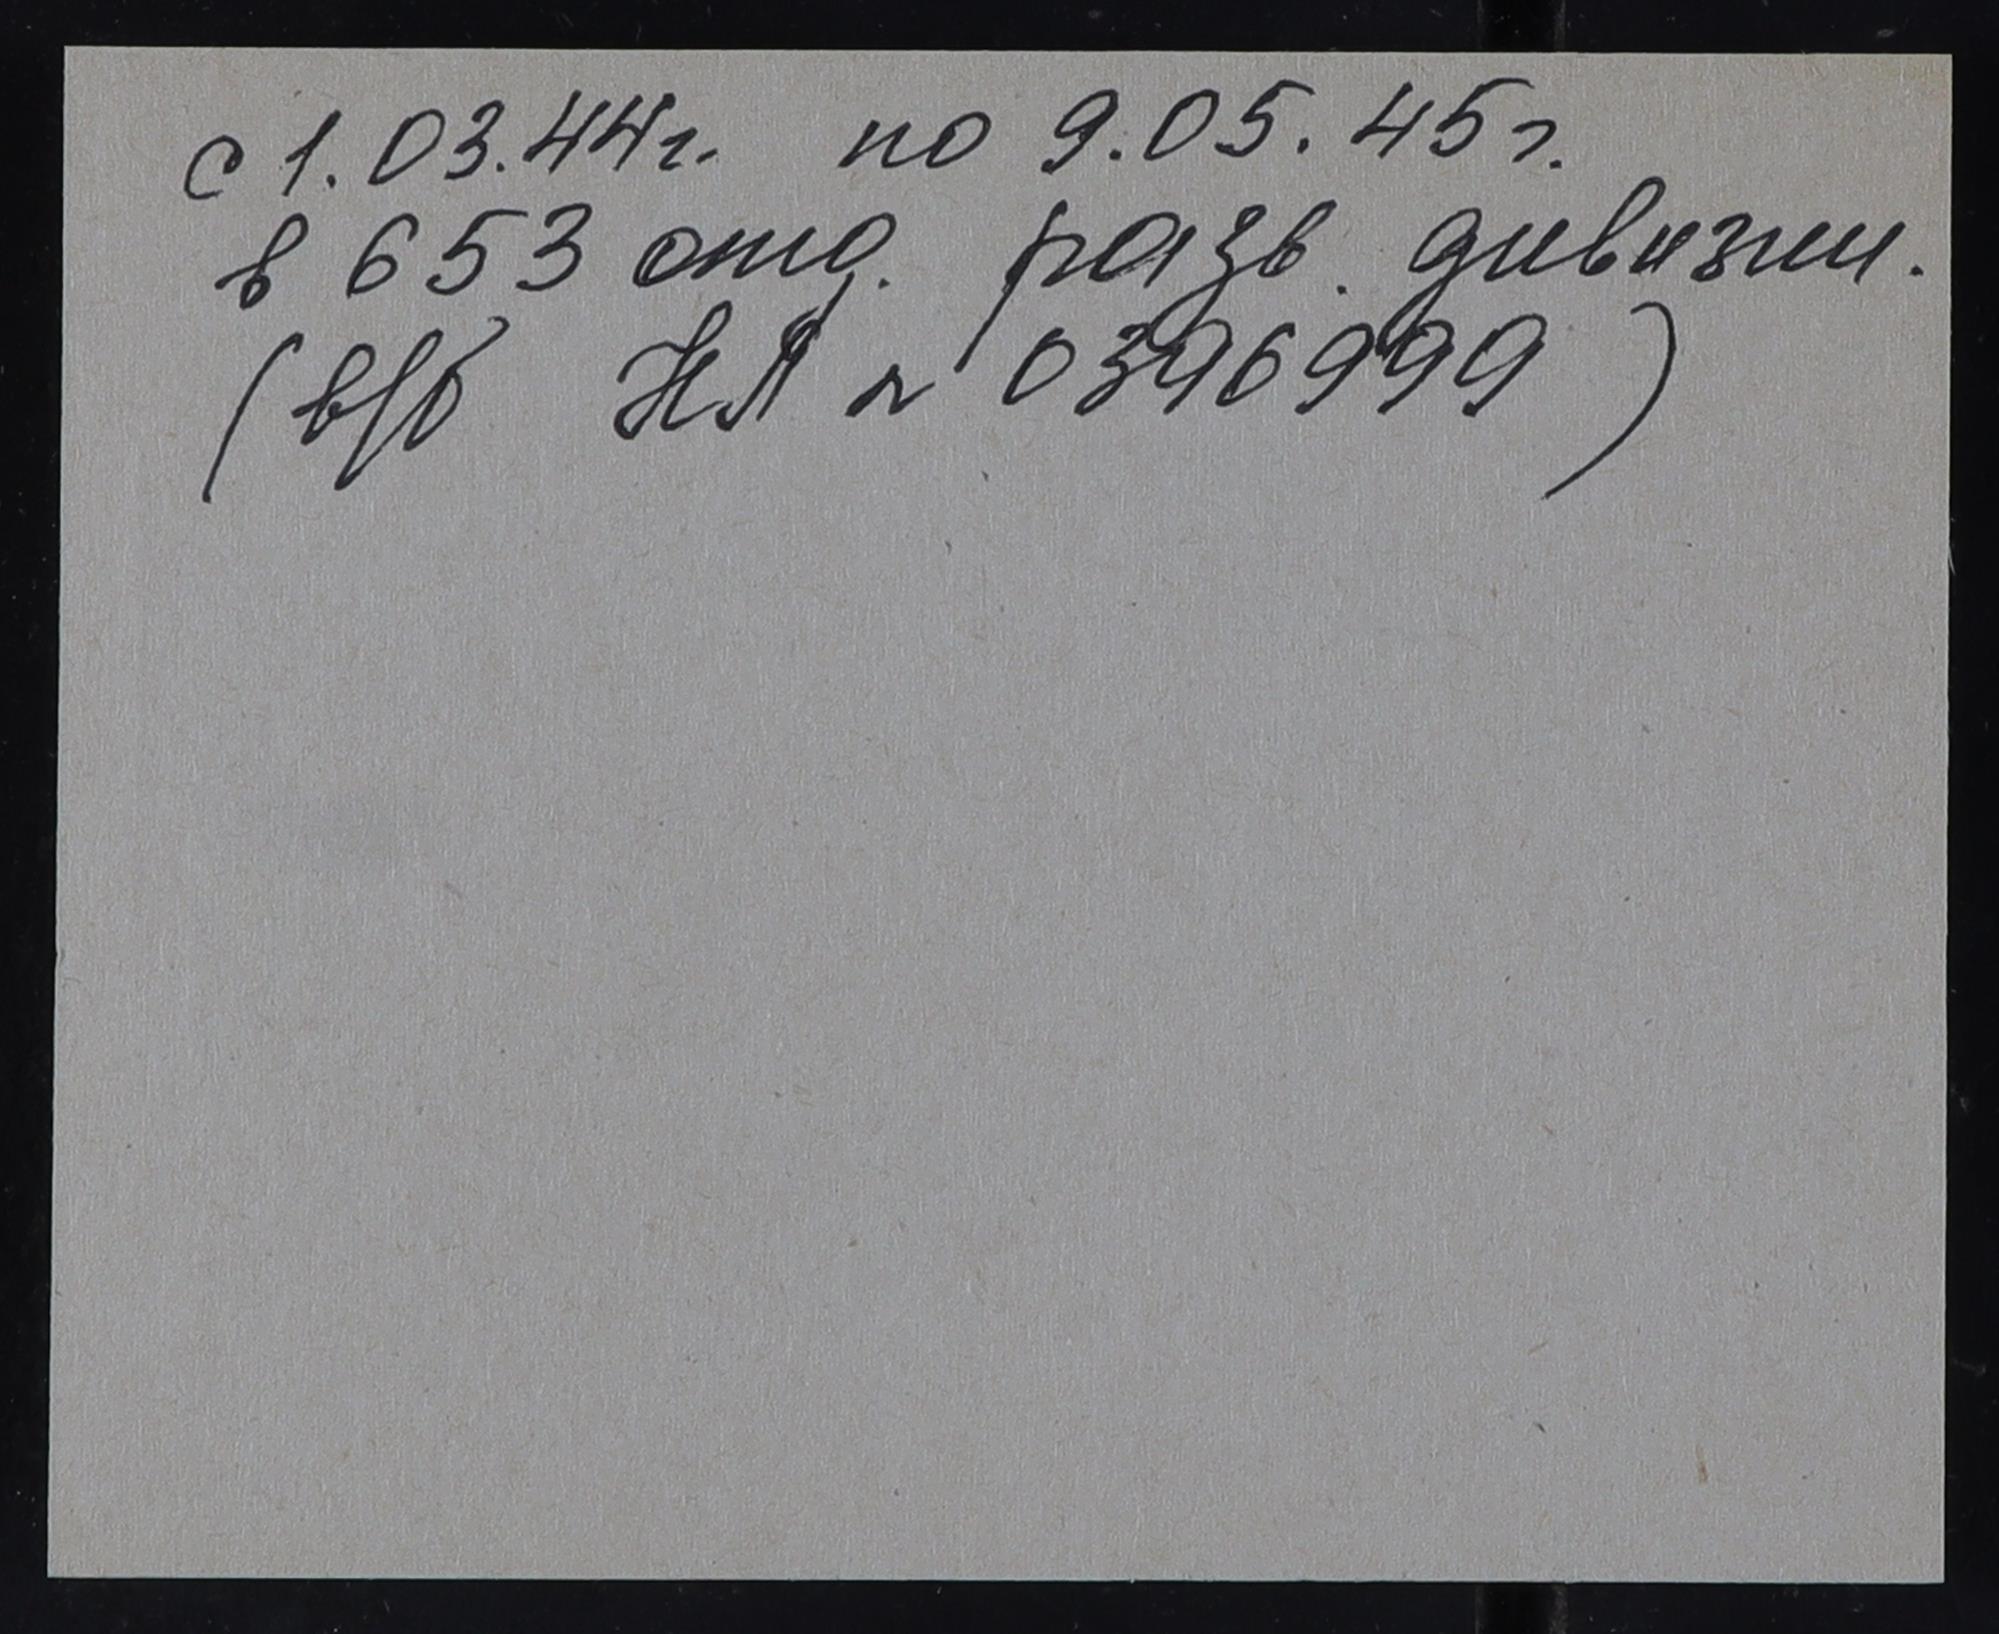 с 1.03.44г. по 9.05.45г.
в 653 отд. разв. дивизии.
(в/б НЛ № 0396999)